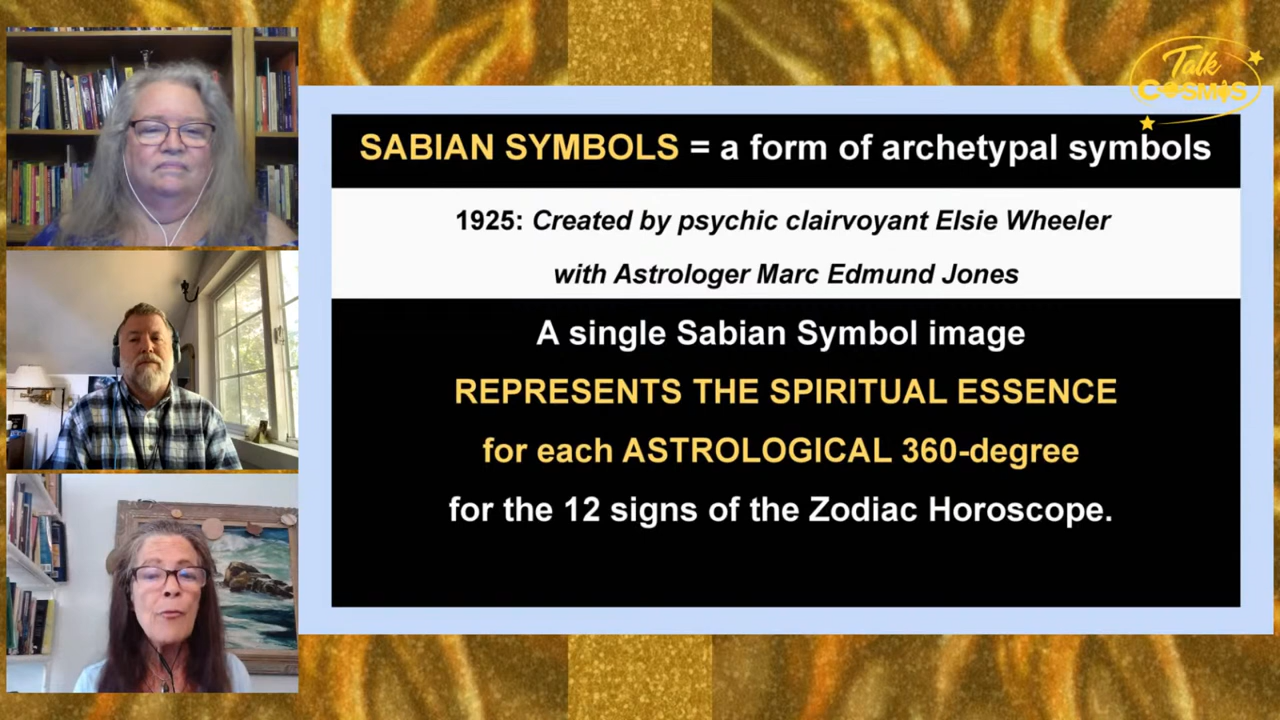 Talk
COSMOS
SABIAN SYMBOLS = a form of archetypal symbols
1925: Created by psychic clairvoyant Elsie Wheeler
with Astrologer Marc Edmund Jones
A single Sabian Symbol image
REPRESENTS THE SPIRITUAL ESSENCE
for each ASTROLOGICAL 360-degree
for the 12 signs of the Zodiac Horoscope.